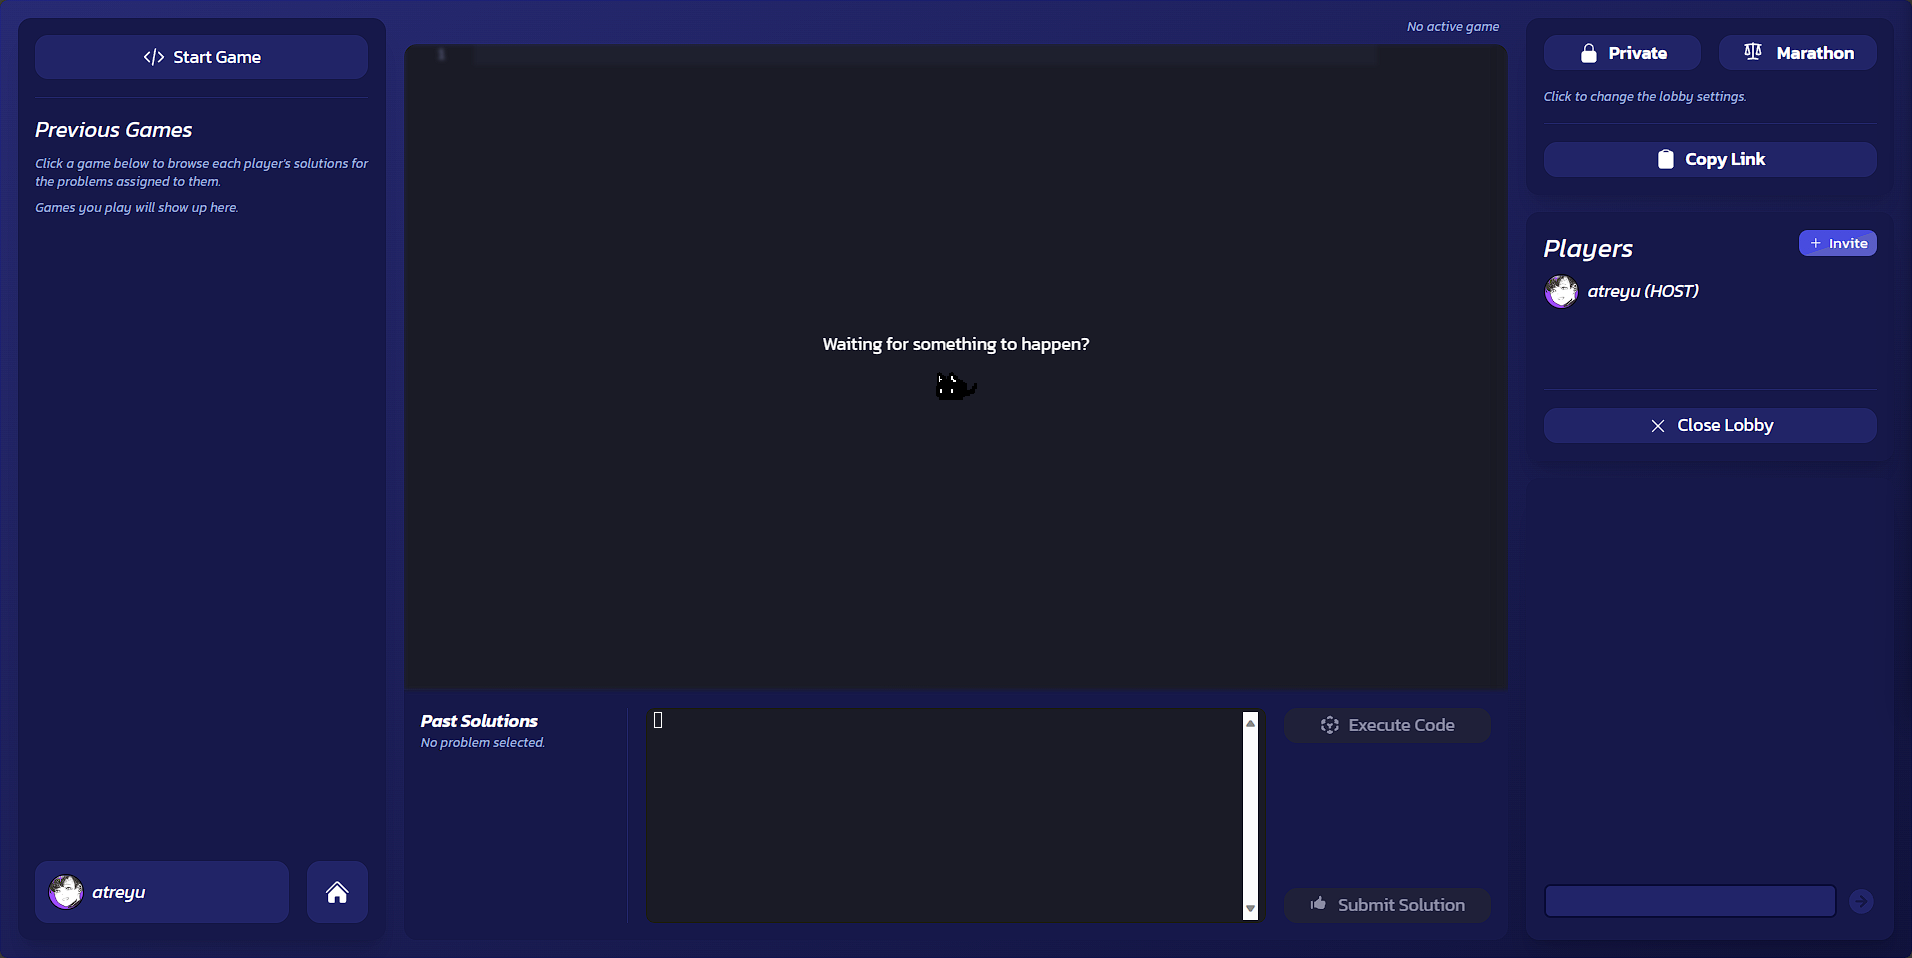 Start Game
Previous Games
Click a game below to browse each player's solutions for
the problems assigned to them.
Games you play will show up here.
atreyu
No active game
1
Waiting for something to happen?
Past Solutions
No problem selected.
Execute Code
Submit Solution
Private
Marathon
Click to change the lobby settings.
Copy Link
Players
+ Invite
atreyu (HOST)
Close Lobby